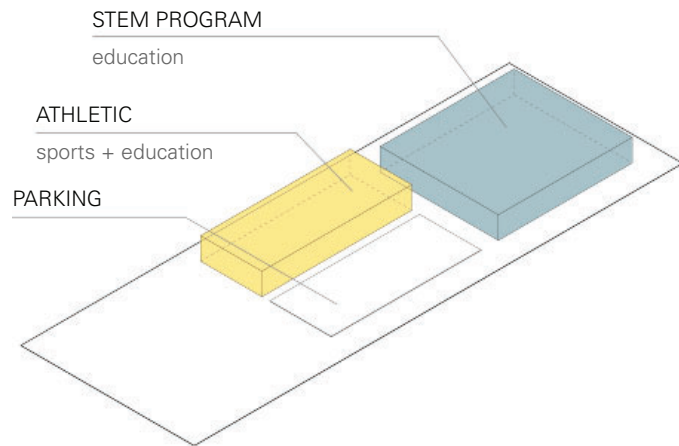 STEM PROGRAM
education
ATHLETIC
sports + education
PARKING